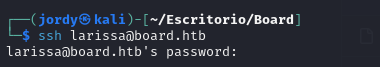 ┌──(jordy㉿kali)-[~/Escritorio/Board]
└─$ ssh larissa@board.htb
larissa@board.htb's password: